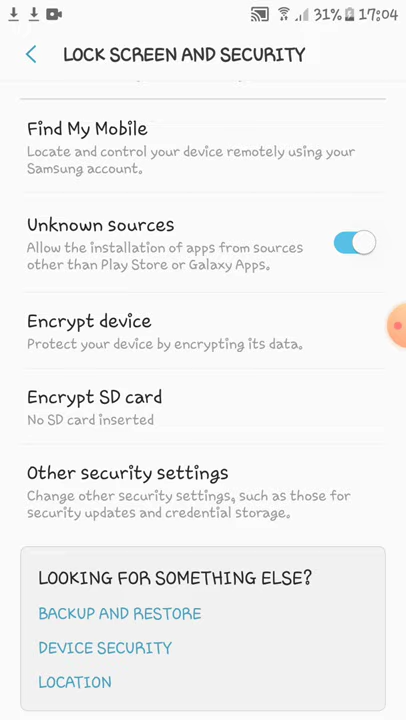 31% 17:04
LOCK SCREEN AND SECURITY
Find My Mobile
Locate and control your device remotely using your
Samsung account.
Unknown sources
Allow the installation of apps from sources
other than Play Store or Galaxy Apps.
Encrypt device
Protect your device by encrypting its data.
Encrypt SD card
No SD card inserted
Other security settings
Change other security settings, such as those for
security updates and credential storage.
LOOKING FOR SOMETHING ELSE?
BACKUP AND RESTORE
DEVICE SECURITY
LOCATION